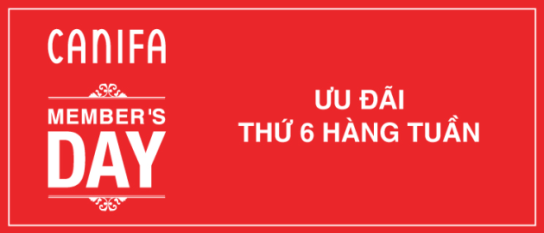 CANIFA
MEMBER'S
DAY
ƯU ĐÃI
THỨ 6 HÀNG TUẦN